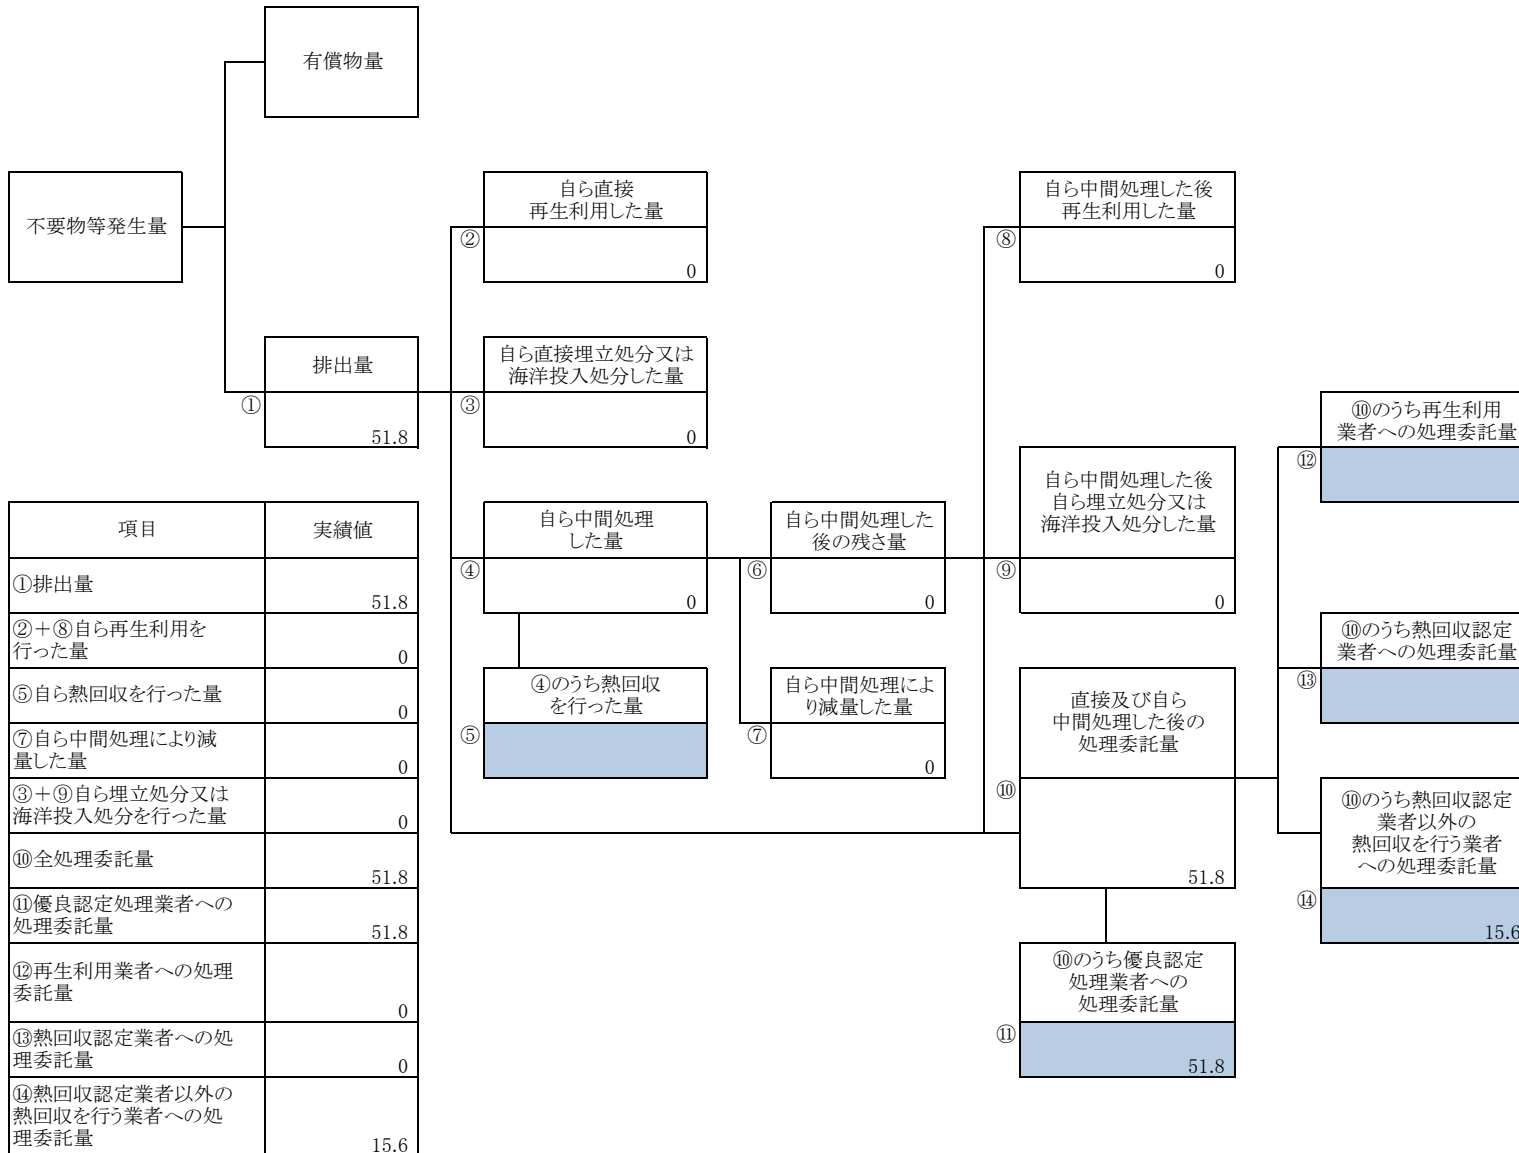 有償物量
不要物等発生量
自ら直接
再生利用した量
②
0
自ら中間処理した後
再生利用した量
⑧
0
排出量
①
51.8
自ら直接埋立処分又は
海洋投入処分した量
③
0
⑩のうち再生利用
業者への処理委託量
⑫
自ら中間処理
した量
④
0
自ら中間処理した
後の残さ量
⑥
0
自ら中間処理した後
自ら埋立処分又は
海洋投入処分した量
⑨
0
⑩のうち熱回収認定
業者への処理委託量
⑬
④のうち熱回収
を行った量
⑤
自ら中間処理によ
り減量した量
⑦
0
直接及び自ら
中間処理した後の
処理委託量
⑩
51.8
⑩のうち熱回収認定
業者以外の
熱回収を行う業者
への処理委託量
⑭
15.6
⑩のうち優良認定
処理業者への
処理委託量
⑪
51.8
項目 実績値
①排出量
51.8
②＋⑧自ら再生利用を
行った量
0
⑤自ら熱回収を行った量
0
⑦自ら中間処理により減
量した量
0
③＋⑨自ら埋立処分又は
海洋投入処分を行った量
0
⑩全処理委託量
51.8
⑪優良認定処理業者への
処理委託量
51.8
⑫再生利用業者への処理
委託量
0
⑬熱回収認定業者への処
理委託量
0
⑭熱回収認定業者以外の
熱回収を行う業者への処
理委託量
15.6